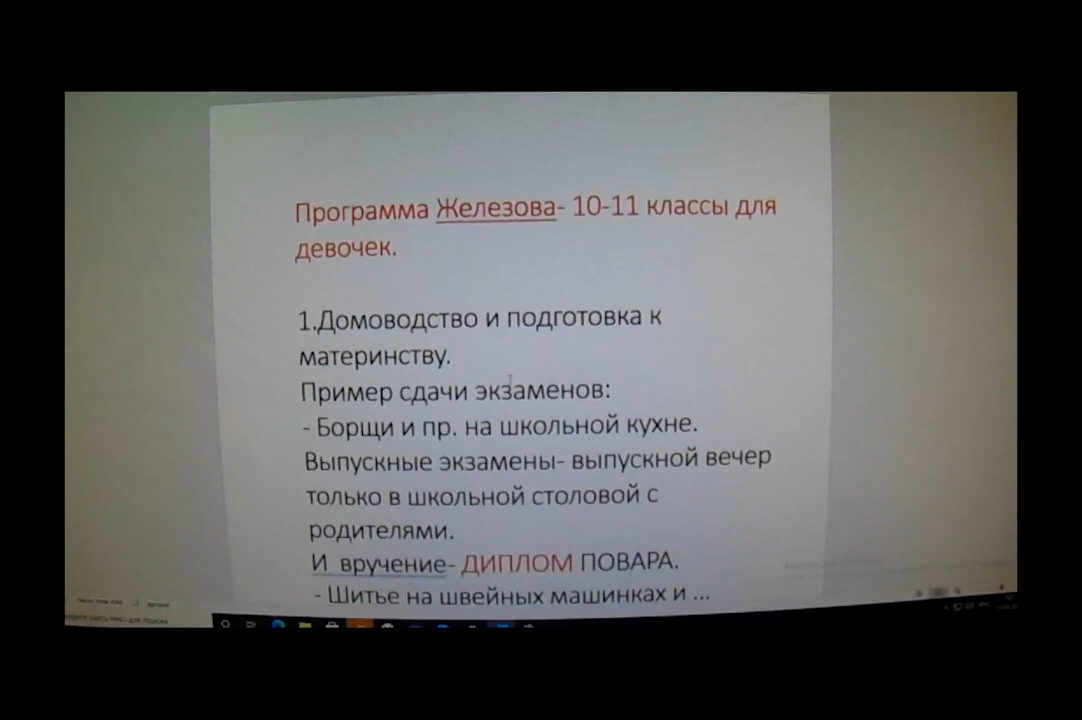 Программа Железова- 10-11 классы для
девочек.
1.Домоводство и подготовка к
материнству.
Пример сдачи экзаменов:
- Борщи и пр. на школьной кухне.
Выпускные экзамены- выпускной вечер
только в школьной столовой с
родителями.
И вручение- ДИПЛОМ ПОВАРА.
- Шитье на швейных машинках и ...